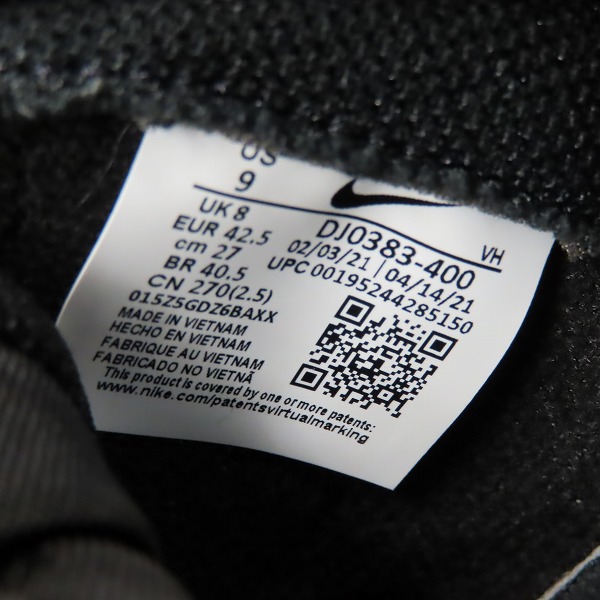 US
9
UK 8
EUR 42.5
cm 27
BR 40.5
CN 270(2.5)
015Z5GDZ6BAXX
MADE IN VIETNAM
HECHO EN VIETNAM
FABRIQUE AU VIETNAM
FABRICADO NO VIETNÃ
DJ0383-400
VH
02/03/21 | 04/14/21
UPC 00195244285150
This product is covered by one or more patents:
www.nike.com/patentsvirtualmarking